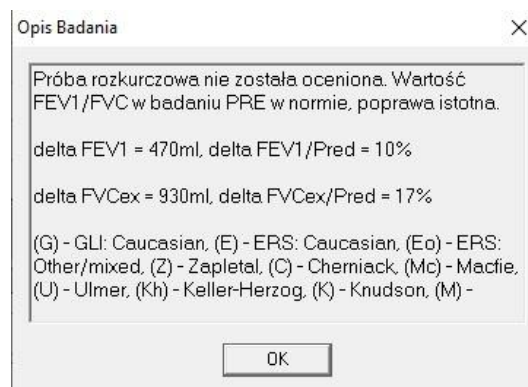 Opis Badania
Próba rozkurczowa nie została oceniona. Wartość
FEV1/FVC w badaniu PRE w normie, poprawa istotna.
delta FEV1 = 470ml, delta FEV1/Pred = 10%
delta FVCex = 930ml, delta FVCex/Pred = 17%
(G) - GLI: Caucasian, (E) - ERS: Caucasian, (Eo) - ERS:
Other/mixed, (Z) - Zapletal, (C) - Cherniack, (Mc) - Macfie,
(U) - Ulmer, (Kh) - Keller-Herzog, (K) - Knudson, (M) -
OK